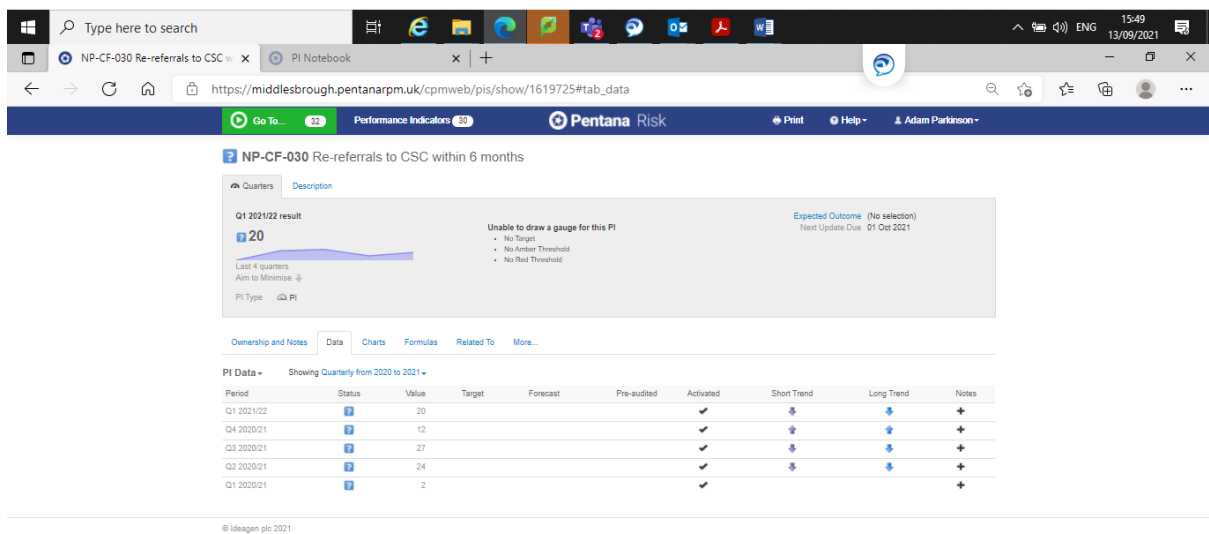 Type here to search
ENG
15:49
13/09/2021
NP-CF-030 Re-referrals to CSC w
PI Notebook
https://middlesbrough.pentanarpm.uk/cpmweb/pis/show/1619725#tab_data
Go To... 32 Performance Indicators 30 Pentana Risk Print Help Adam Parkinson
NP-CF-030 Re-referrals to CSC within 6 months
Quarters Description
Q1 2021/22 result
20
Last 4 quarters
Aim to Minimise
PI Type PI
Unable to draw a gauge for this PI
No Target
No Amber Threshold
No Red Threshold
Expected Outcome (No selection)
Next Update Due 01 Oct 2021
Ownership and Notes Data Charts Formulas Related To More...
PI Data Showing Quarterly from 2020 to 2021
Period Status Value Target Forecast Pre-audited Activated Short Trend Long Trend Notes
Q1 2021/22 ? 20
Q4 2020/21 ? 12
Q3 2020/21 ? 27
Q2 2020/21 ? 24
Q1 2020/21 ? 2
© Ideagen plc 2021